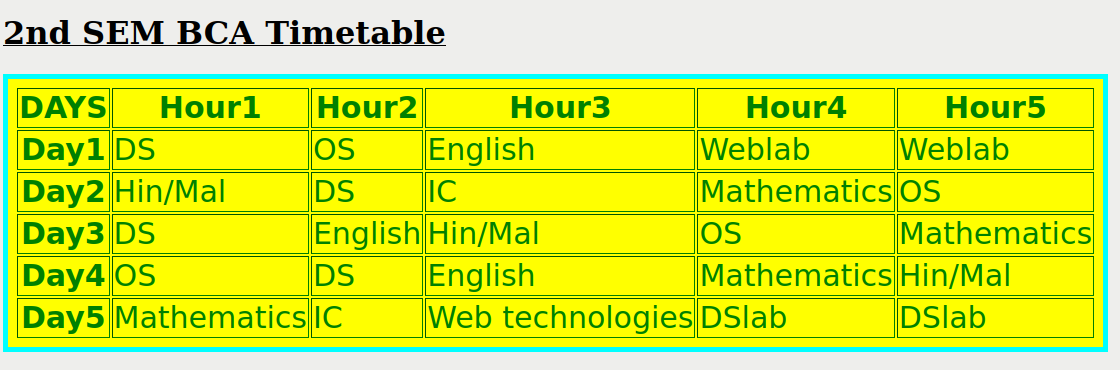 2nd SEM BCA Timetable
DAYS Hour1 Hour2 Hour3 Hour4 Hour5
Day1 DS OS English Weblab Weblab
Day2 Hin/Mal DS IC Mathematics OS
Day3 DS English Hin/Mal OS Mathematics
Day4 OS DS English Mathematics Hin/Mal
Day5 Mathematics IC Web technologies DSlab DSlab